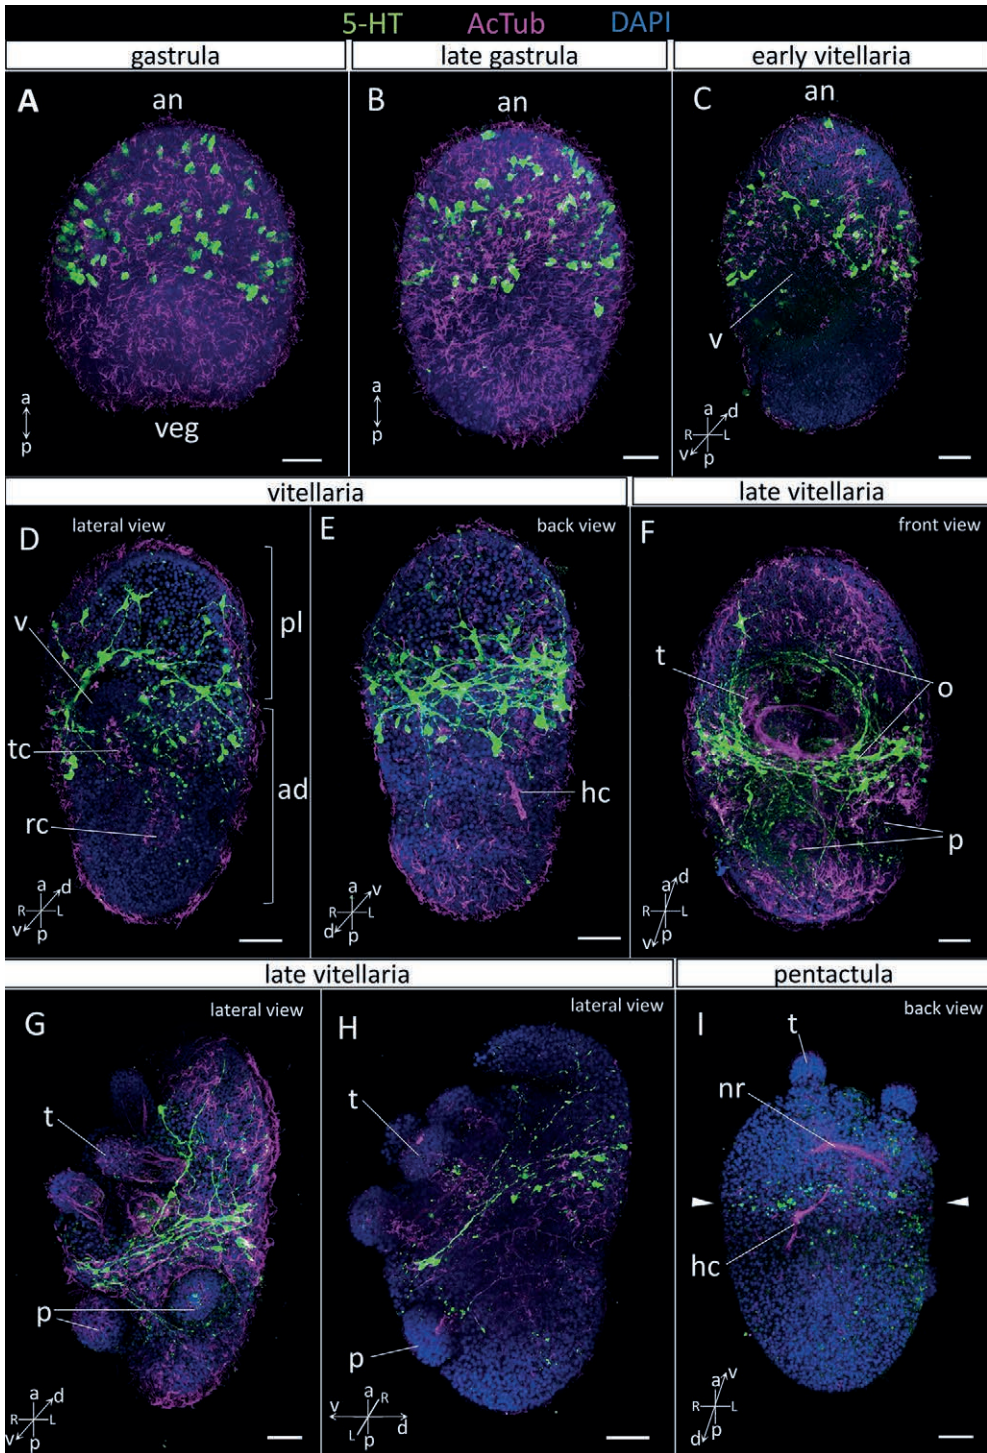 5-HT AcTub DAPI
gastrula late gastrula early vitellaria
A an
B an
C an
v
a
p
veg
a
p
a d
R L
v p
vitellaria late vitellaria
D lateral view
E back view
F front view
v
pl
tc
ad
rc
hc
t
o
p
a d
R L
v p
a v
R L
d p
a d
R L
v p
late vitellaria pentactula
G lateral view
H lateral view
I back view
t
p
t
p
t
nr
hc
a d
R L
v p
a R
v d
L p
a v
R L
d p